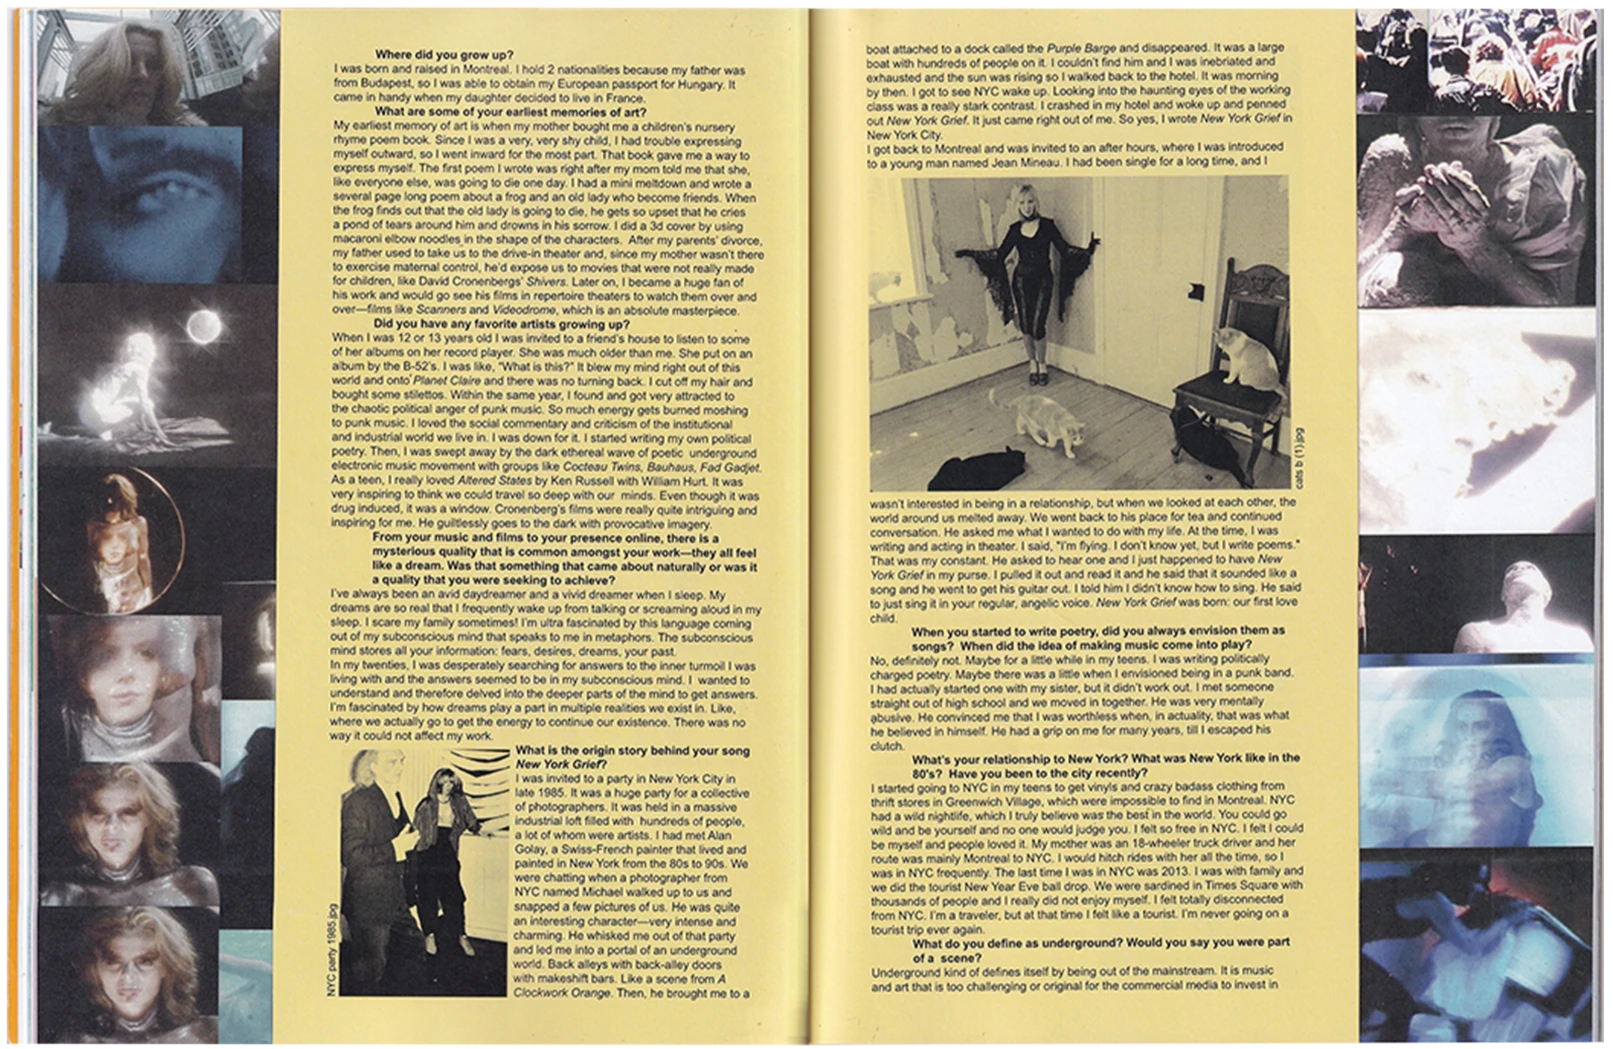 Where did you grow up?
I was born and raised in Montreal. I hold 2 nationalities because my father was
from Budapest, so I was able to obtain my European passport for Hungary. It
came in handy when my daughter decided to live in France.
What are some of your earliest memories of art?
My earliest memory of art is when my mother bought me a children's nursery
rhyme poem book. Since I was a very, very shy child, I had trouble expressing
myself outward, so I went inward for the most part. That book gave me a way to
express myself. The first poem I wrote was right after my mom told me that she,
like everyone else, was going to die one day. I had a mini meltdown and wrote a
several page long poem about a frog and an old lady who become friends. When
the frog finds out that the old lady is going to die, he gets so upset that he cries
a pond of tears around him and drowns in his sorrow. I did a 3d cover by using
macaroni elbow noodles in the shape of the characters. After my parents' divorce,
my father used to take us to the drive-in theater and, since my mother wasn't there
to exercise maternal control, he'd expose us to movies that were not really made
for children, like David Cronenbergs' Shivers. Later on, I became a huge fan of
his work and would go see his films in repertoire theaters to watch them over and
over—films like Scanners and Videodrome, which is an absolute masterpiece.
Did you have any favorite artists growing up?
When I was 12 or 13 years old I was invited to a friend's house to listen to some
of her albums on her record player. She was much older than me. She put on an
album by the B-52's. I was like, "What is this?" It blew my mind right out of this
world and onto Planet Claire and there was no turning back. I cut off my hair and
bought some stilettos. Within the same year, I found and got very attracted to
the chaotic political anger of punk music. So much energy gets burned moshing
to punk music. I loved the social commentary and criticism of the institutional
and industrial world we live in. I was down for it. I started writing my own political
poetry. Then, I was swept away by the dark ethereal wave of poetic underground
electronic music movement with groups like Cocteau Twins, Bauhaus, Fad Gadjet.
As a teen, I really loved Altered States by Ken Russell with William Hurt. It was
very inspiring to think we could travel so deep with our minds. Even though it was
drug induced, it was a window. Cronenberg's films were really quite intriguing and
inspiring for me. He guiltlessly goes to the dark with provocative imagery.
From your music and films to your presence online, there is a
mysterious quality that is common amongst your work—they all feel
like a dream. Was that something that came about naturally or was it
a quality that you were seeking to achieve?
I've always been an avid daydreamer and a vivid dreamer when I sleep. My
dreams are so real that I frequently wake up from talking or screaming aloud in my
sleep. I scare my family sometimes! I'm ultra fascinated by this language coming
out of my subconscious mind that speaks to me in metaphors. The subconscious
mind stores all your information: fears, desires, dreams, your past.
In my twenties, I was desperately searching for answers to the inner turmoil I was
living with and the answers seemed to be in my subconscious mind. I wanted to
understand and therefore delved into the deeper parts of the mind to get answers.
I'm fascinated by how dreams play a part in multiple realities we exist in. Like,
where we actually go to get the energy to continue our existence. There was no
way it could not affect my work.
What is the origin story behind your song
New York Grief?
I was invited to a party in New York City in
late 1985. It was a huge party for a collective
of photographers. It was held in a massive
industrial loft filled with hundreds of people,
a lot of whom were artists. I had met Alan
Golay, a Swiss-French painter that lived and
painted in New York from the 80s to 90s. We
were chatting when a photographer from
NYC named Michael walked up to us and
snapped a few pictures of us. He was quite
an interesting character—very intense and
charming. He whisked me out of that party
and led me into a portal of an underground
world. Back alleys with back-alley doors
with makeshift bars. Like a scene from A
Clockwork Orange. Then, he brought me to a
NYC party 1985.jpg
boat attached to a dock called the Purple Barge and disappeared. It was a large
boat with hundreds of people on it. I couldn't find him and I was inebriated and
exhausted and the sun was rising so I walked back to the hotel. It was morning
by then. I got to see NYC wake up. Looking into the haunting eyes of the working
class was a really stark contrast. I crashed in my hotel and woke up and penned
out New York Grief. It just came right out of me. So yes, I wrote New York Grief in
New York City.
I got back to Montreal and was invited to an after hours, where I was introduced
to a young man named Jean Mineau. I had been single for a long time, and I
cats b (1).jpg
wasn't interested in being in a relationship, but when we looked at each other, the
world around us melted away. We went back to his place for tea and continued
conversation. He asked me what I wanted to do with my life. At the time, I was
writing and acting in theater. I said, "I'm flying. I don't know yet, but I write poems."
That was my constant. He asked to hear one and I just happened to have New
York Grief in my purse. I pulled it out and read it and he said that it sounded like a
song and he went to get his guitar out. I told him I didn't know how to sing. He said
to just sing it in your regular, angelic voice. New York Grief was born: our first love
child.
When you started to write poetry, did you always envision them as
songs? When did the idea of making music come into play?
No, definitely not. Maybe for a little while in my teens. I was writing politically
charged poetry. Maybe there was a little when I envisioned being in a punk band.
I had actually started one with my sister, but it didn't work out. I met someone
straight out of high school and we moved in together. He was very mentally
abusive. He convinced me that I was worthless when, in actuality, that was what
he believed in himself. He had a grip on me for many years, till I escaped his
clutch.
What's your relationship to New York? What was New York like in the
80's? Have you been to the city recently?
I started going to NYC in my teens to get vinyls and crazy badass clothing from
thrift stores in Greenwich Village, which were impossible to find in Montreal. NYC
had a wild nightlife, which I truly believe was the best in the world. You could go
wild and be yourself and no one would judge you. I felt so free in NYC. I felt I could
be myself and people loved it. My mother was an 18-wheeler truck driver and her
route was mainly Montreal to NYC. I would hitch rides with her all the time, so I
was in NYC frequently. The last time I was in NYC was 2013. I was with family and
we did the tourist New Year Eve ball drop. We were sardined in Times Square with
thousands of people and I really did not enjoy myself. I felt totally disconnected
from NYC. I'm a traveler, but at that time I felt like a tourist. I'm never going on a
tourist trip ever again.
What do you define as underground? Would you say you were part
of a scene?
Underground kind of defines itself by being out of the mainstream. It is music
and art that is too challenging or original for the commercial media to invest in